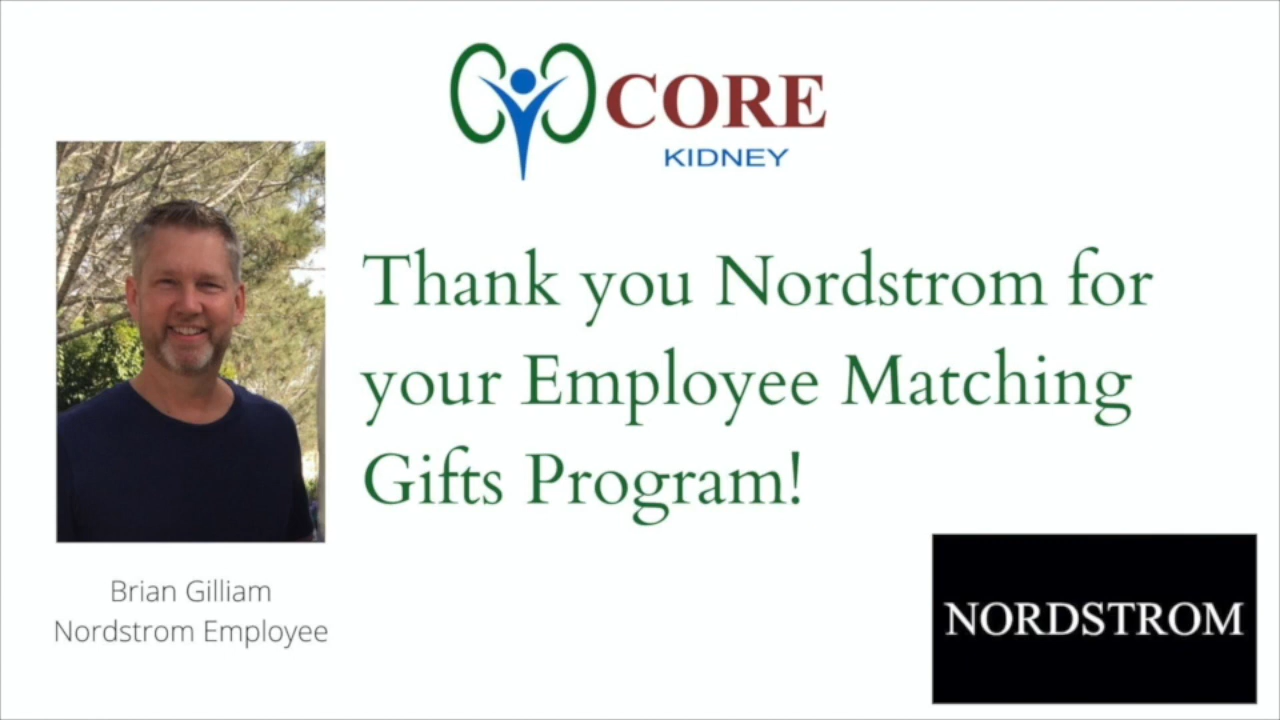 CORE
KIDNEY
Thank you Nordstrom for
your Employee Matching
Gifts Program!
Brian Gilliam
Nordstrom Employee
NORDSTROM